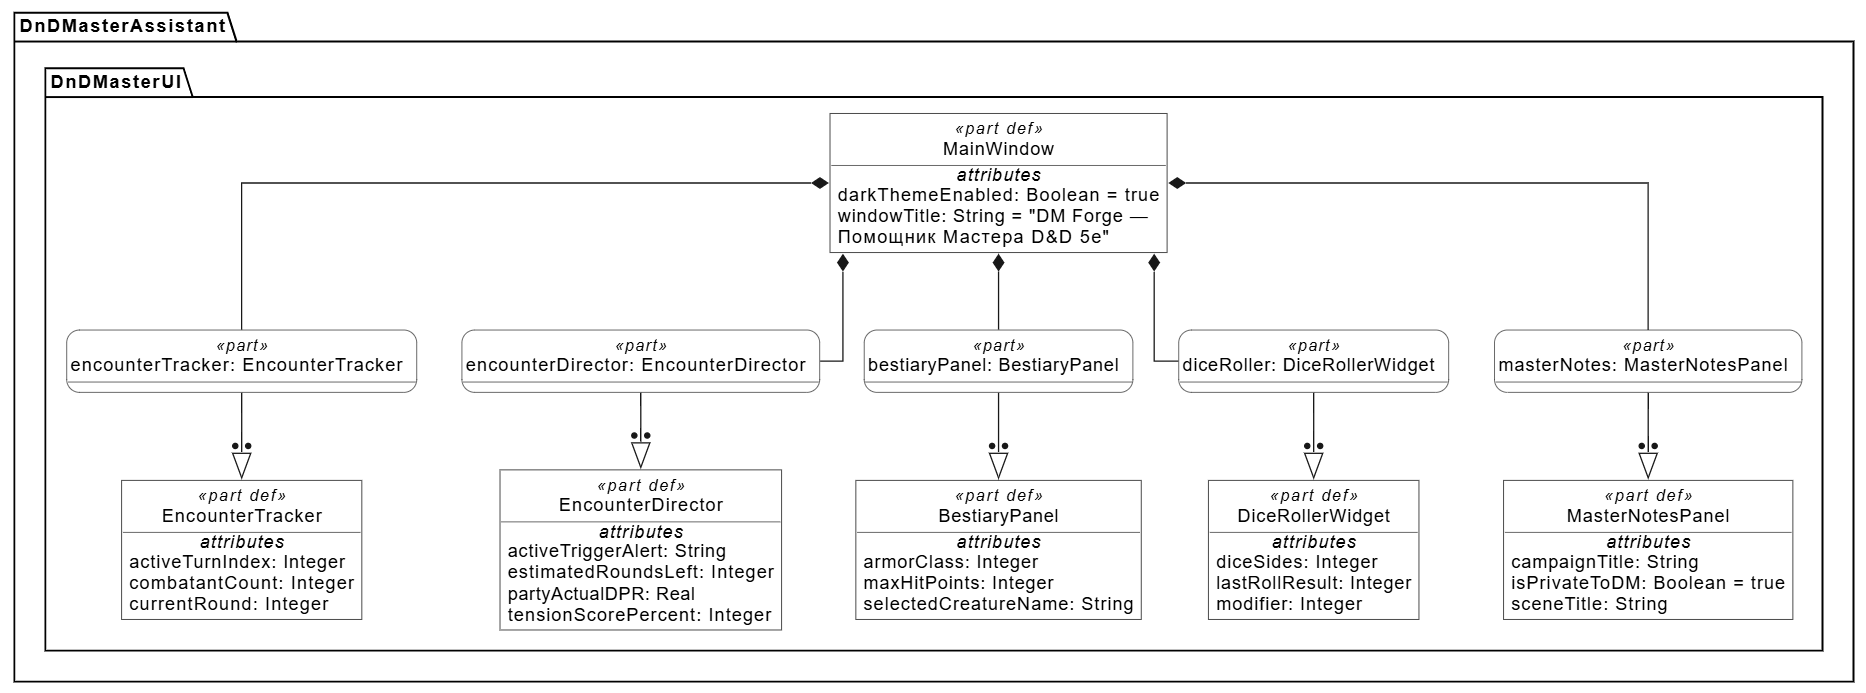 DnDMasterAssistant
DnDMasterUI
«part def»
MainWindow
attributes
darkThemeEnabled: Boolean = true
windowTitle: String = "DM Forge —
Помощник Мастера D&D 5e"
«part»
encounterTracker: EncounterTracker
«part»
encounterDirector: EncounterDirector
«part»
bestiaryPanel: BestiaryPanel
«part»
diceRoller: DiceRollerWidget
«part»
masterNotes: MasterNotesPanel
«part def»
EncounterTracker
attributes
activeTurnIndex: Integer
combatantCount: Integer
currentRound: Integer
«part def»
EncounterDirector
attributes
activeTriggerAlert: String
estimatedRoundsLeft: Integer
partyActualDPR: Real
tensionScorePercent: Integer
«part def»
BestiaryPanel
attributes
armorClass: Integer
maxHitPoints: Integer
selectedCreatureName: String
«part def»
DiceRollerWidget
attributes
diceSides: Integer
lastRollResult: Integer
modifier: Integer
«part def»
MasterNotesPanel
attributes
campaignTitle: String
isPrivateToDM: Boolean = true
sceneTitle: String